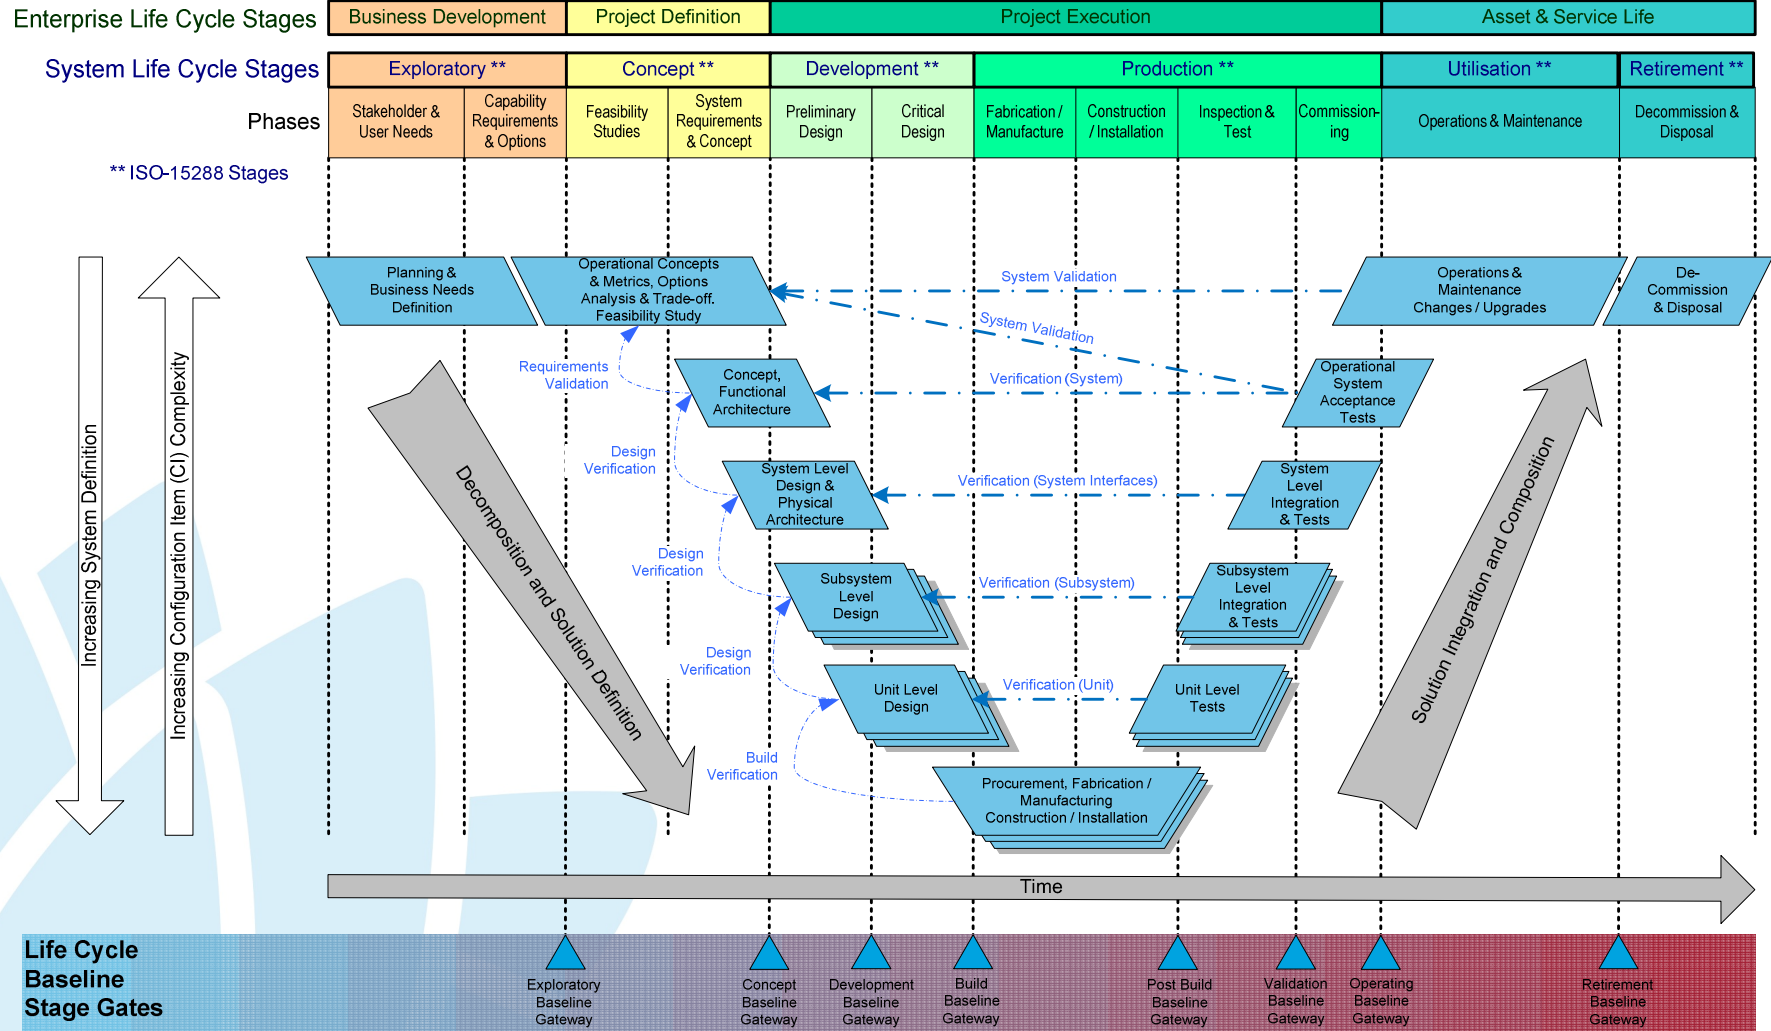 Enterprise Life Cycle Stages
Business Development
Project Definition
Project Execution
Asset & Service Life
System Life Cycle Stages
Exploratory **
Concept **
Development **
Production **
Utilisation **
Retirement **
Phases
Stakeholder &
User Needs
Capability
Requirements
& Options
Feasibility
Studies
System
Requirements
& Concept
Preliminary
Design
Critical
Design
Fabrication /
Manufacture
Construction
/ Installation
Inspection &
Test
Commission-
ing
Operations & Maintenance
Decommission &
Disposal
** ISO-15288 Stages
Increasing System Definition
Increasing Configuration Item (CI) Complexity
Planning &
Business Needs
Definition
Operational Concepts
& Metrics, Options
Analysis & Trade-off.
Feasibility Study
System Validation
Operations &
Maintenance
Changes / Upgrades
De-
Commission
& Disposal
System Validation
Requirements
Validation
Concept,
Functional
Architecture
Verification (System)
Operational
System
Acceptance
Tests
Design
Verification
System Level
Design &
Physical
Architecture
Verification (System Interfaces)
System
Level
Integration
& Tests
Decomposition and Solution Definition
Solution Integration and Composition
Design
Verification
Subsystem
Level
Design
Verification (Subsystem)
Subsystem
Level
Integration
& Tests
Design
Verification
Unit Level
Design
Verification (Unit)
Unit Level
Tests
Build
Verification
Procurement, Fabrication /
Manufacturing
Construction / Installation
Time
Life Cycle
Baseline
Stage Gates
Exploratory
Baseline
Gateway
Concept
Baseline
Gateway
Development
Baseline
Gateway
Build
Baseline
Gateway
Post Build
Baseline
Gateway
Validation
Baseline
Gateway
Operating
Baseline
Gateway
Retirement
Baseline
Gateway